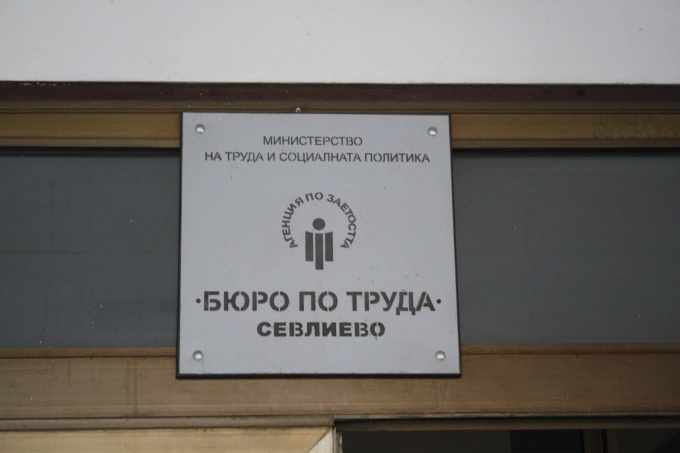 МИНИСТЕРСТВО
НА ТРУДА И СОЦИАЛНАТА ПОЛИТИКА
АГЕНЦИЯ ПО ЗАЕТОСТТА
·БЮРО ПО ТРУДА·
СЕВЛИЕВО